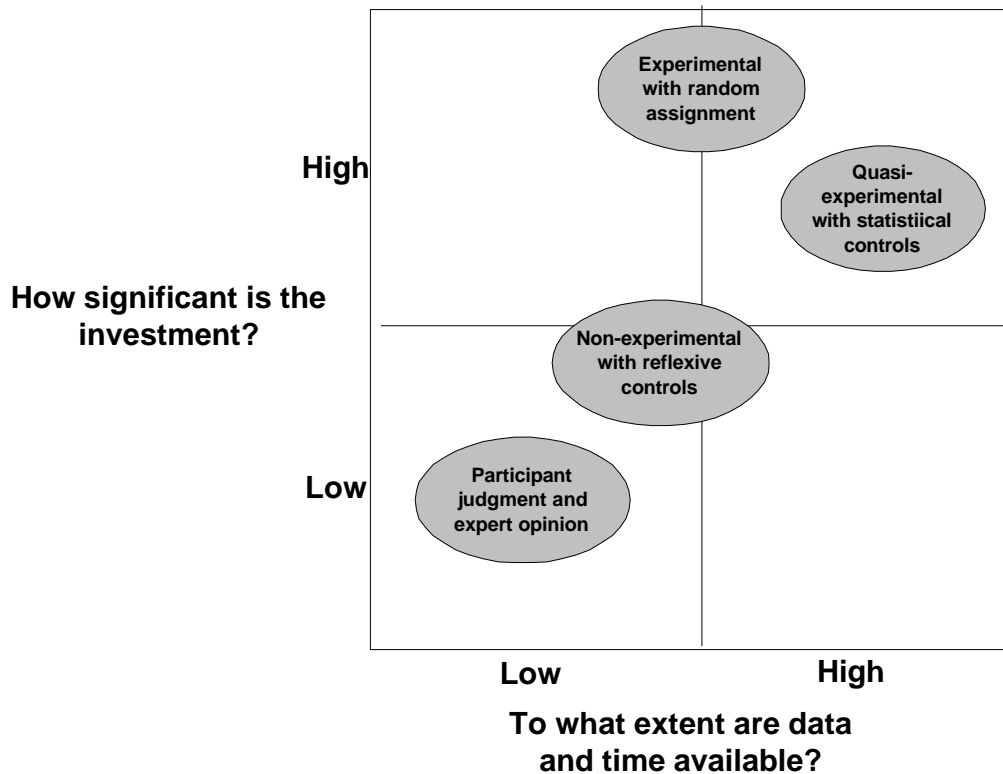 Experimental
with random
assignment
High
Quasi-
experimental
with statistiical
controls
How significant is the
investment?
Non-experimental
with reflexive
controls
Low
Participant
judgment and
expert opinion
Low
High
To what extent are data
and time available?